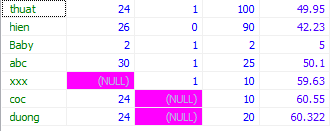 thuat 24 1 100 49.95
hien 26 0 90 42.23
Baby 2 1 2 5
abc 30 1 25 50.1
xxx (NULL) 1 10 59.63
coc 24 (NULL) 10 60.55
duong 24 (NULL) 20 60.322